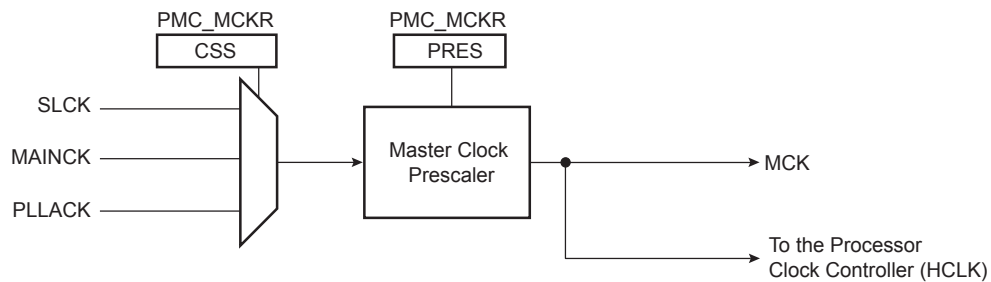 PMC_MCKR
PMC_MCKR
CSS
PRES
SLCK
MAINCK
PLLACK
Master Clock
Prescaler
MCK
To the Processor
Clock Controller (HCLK)